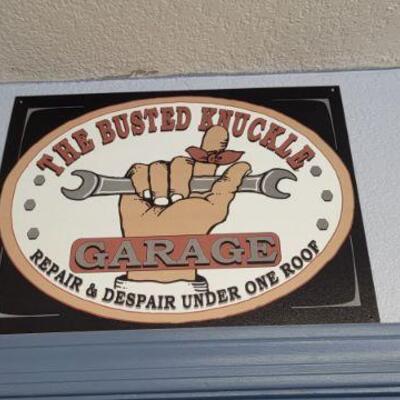 THE BUSTED KNUCKLE
GARAGE
REPAIR & DESPAIR UNDER ONE ROOF